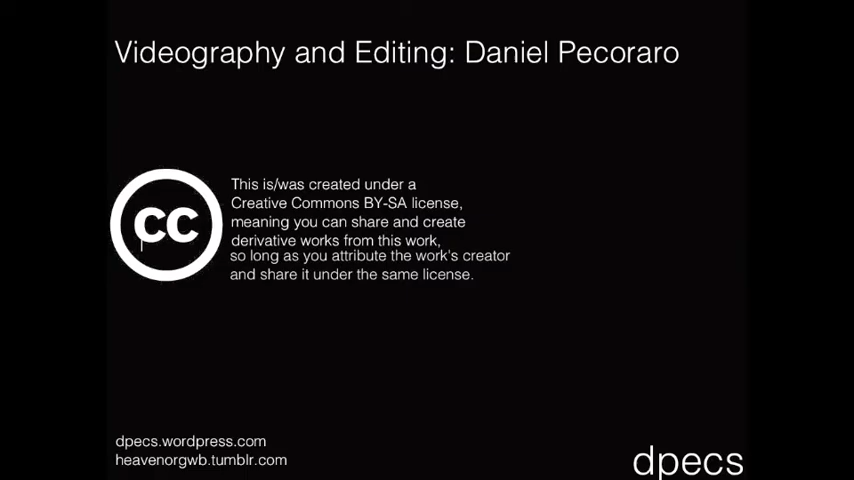 Videography and Editing: Daniel Pecoraro
cc
This is/was created under a
Creative Commons BY-SA license,
meaning you can share and create
derivative works from this work,
so long as you attribute the work's creator
and share it under the same license.
dpecs.wordpress.com
heavenorgwb.tumblr.com
dpecs